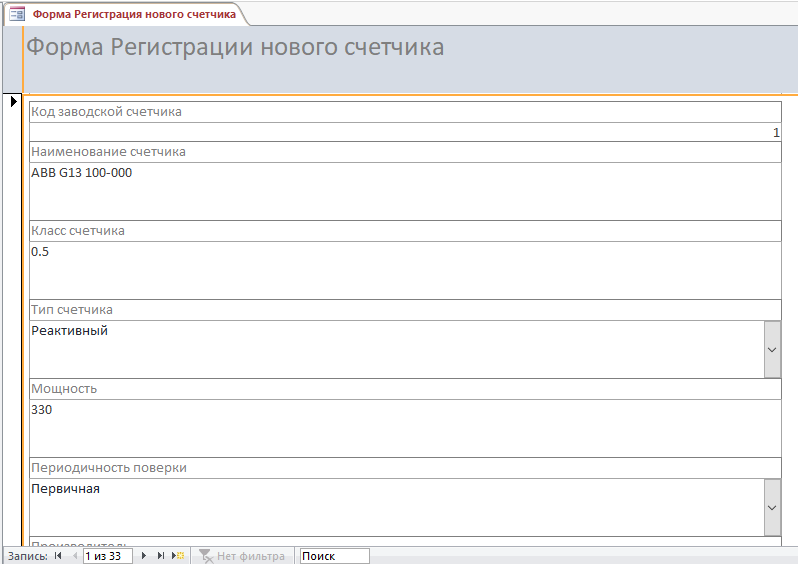 Форма Регистрация нового счетчика
Форма Регистрации нового счетчика
Код заводской счетчика
1
Наименование счетчика
ABB G13 100-000
Класс счетчика
0.5
Тип счетчика
Реактивный
Мощность
330
Периодичность поверки
Первичная
Производитель
Запись: 1 из 33 Нет фильтра Поиск